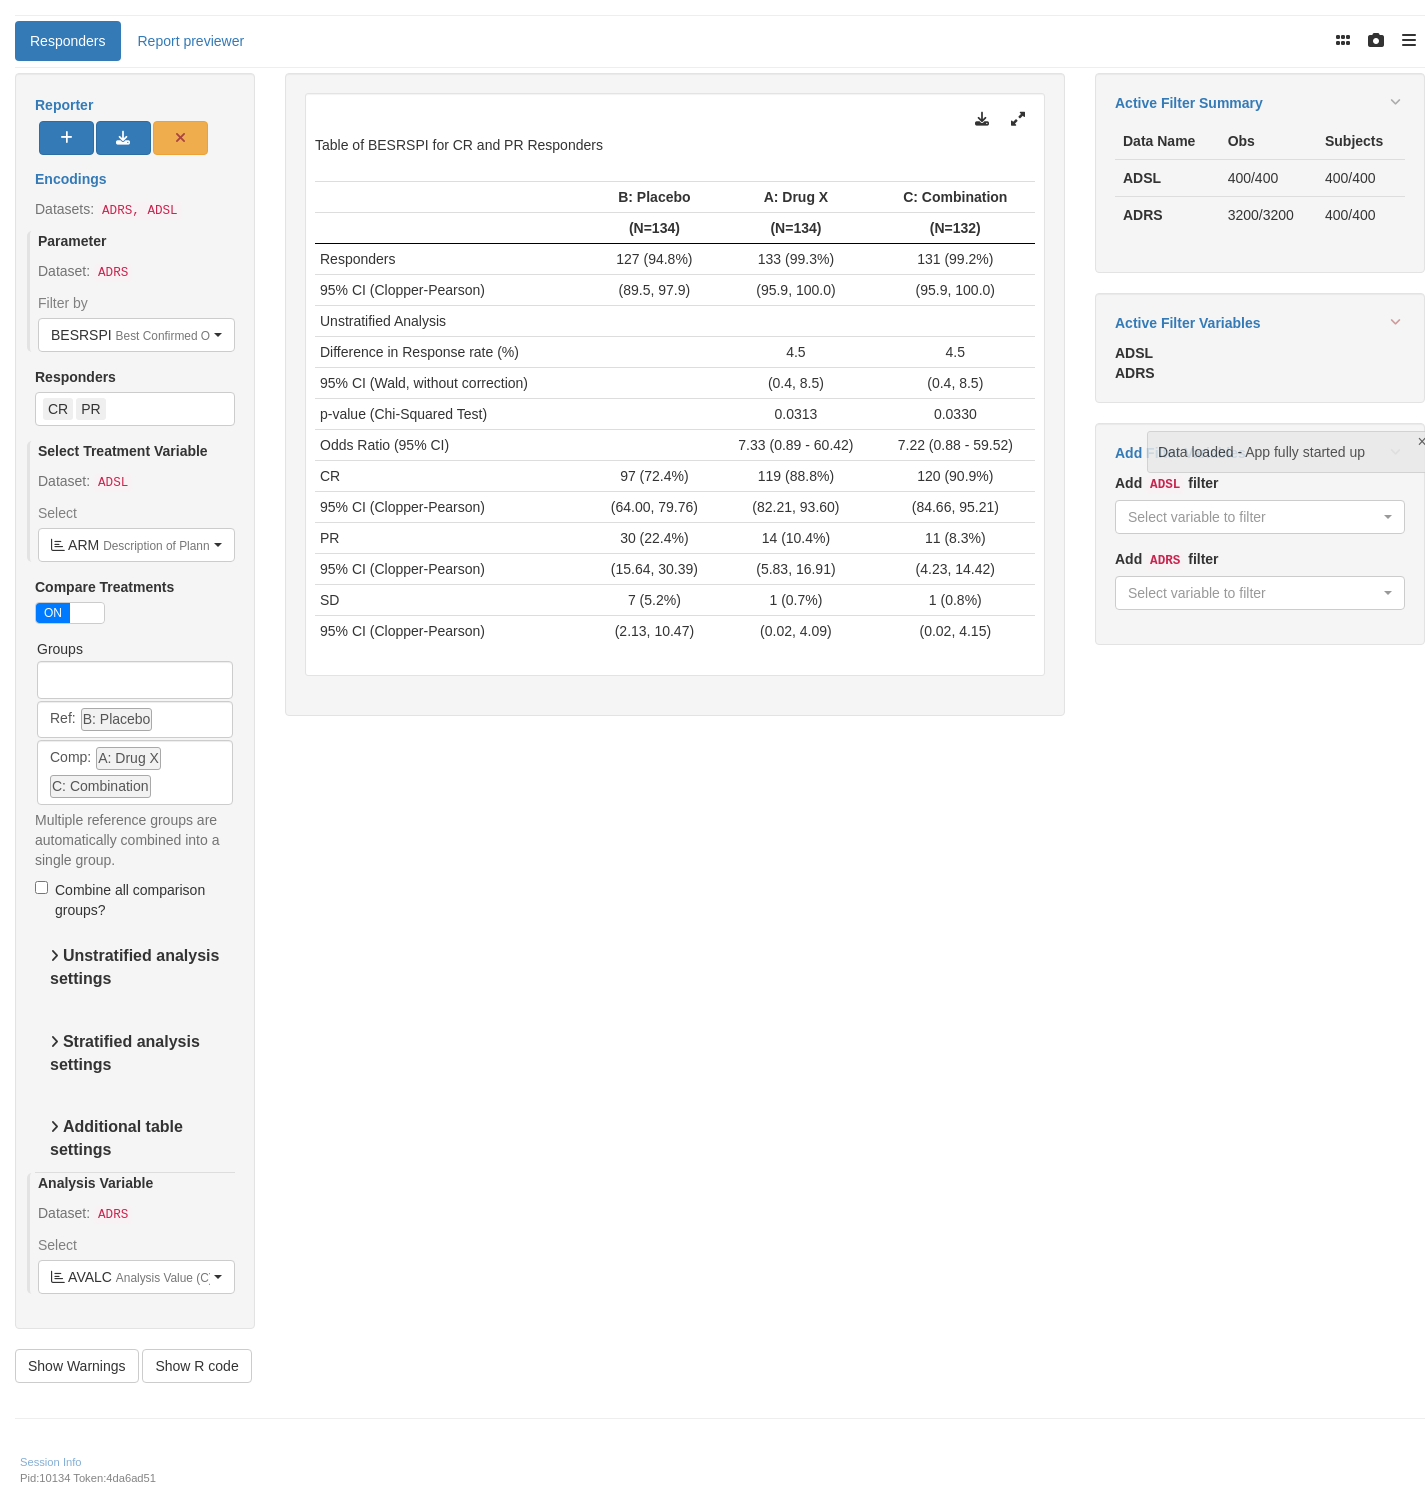 Responders
Report previewer
Reporter
Encodings
Datasets: ADRS, ADSL
Parameter
Dataset: ADRS
Filter by
BESRSPI Best Confirmed O
Responders
CR PR
Select Treatment Variable
Dataset: ADSL
Select
ARM Description of Plann
Compare Treatments
ON
Groups
Ref: B: Placebo
Comp: A: Drug X
C: Combination
Multiple reference groups are
automatically combined into a
single group.
Combine all comparison
groups?
Unstratified analysis
settings
Stratified analysis
settings
Additional table
settings
Analysis Variable
Dataset: ADRS
Select
AVALC Analysis Value (C)
Show Warnings
Show R code
Table of BESRSPI for CR and PR Responders
B: Placebo A: Drug X C: Combination
(N=134) (N=134) (N=132)
Responders 127 (94.8%) 133 (99.3%) 131 (99.2%)
95% CI (Clopper-Pearson) (89.5, 97.9) (95.9, 100.0) (95.9, 100.0)
Unstratified Analysis
Difference in Response rate (%) 4.5 4.5
95% CI (Wald, without correction) (0.4, 8.5) (0.4, 8.5)
p-value (Chi-Squared Test) 0.0313 0.0330
Odds Ratio (95% CI) 7.33 (0.89 - 60.42) 7.22 (0.88 - 59.52)
CR 97 (72.4%) 119 (88.8%) 120 (90.9%)
95% CI (Clopper-Pearson) (64.00, 79.76) (82.21, 93.60) (84.66, 95.21)
PR 30 (22.4%) 14 (10.4%) 11 (8.3%)
95% CI (Clopper-Pearson) (15.64, 30.39) (5.83, 16.91) (4.23, 14.42)
SD 7 (5.2%) 1 (0.7%) 1 (0.8%)
95% CI (Clopper-Pearson) (2.13, 10.47) (0.02, 4.09) (0.02, 4.15)
Active Filter Summary
Data Name Obs Subjects
ADSL 400/400 400/400
ADRS 3200/3200 400/400
Active Filter Variables
ADSL
ADRS
Add
Data loaded - App fully started up
Add ADSL filter
Select variable to filter
Add ADRS filter
Select variable to filter
Session Info
Pid:10134 Token:4da6ad51